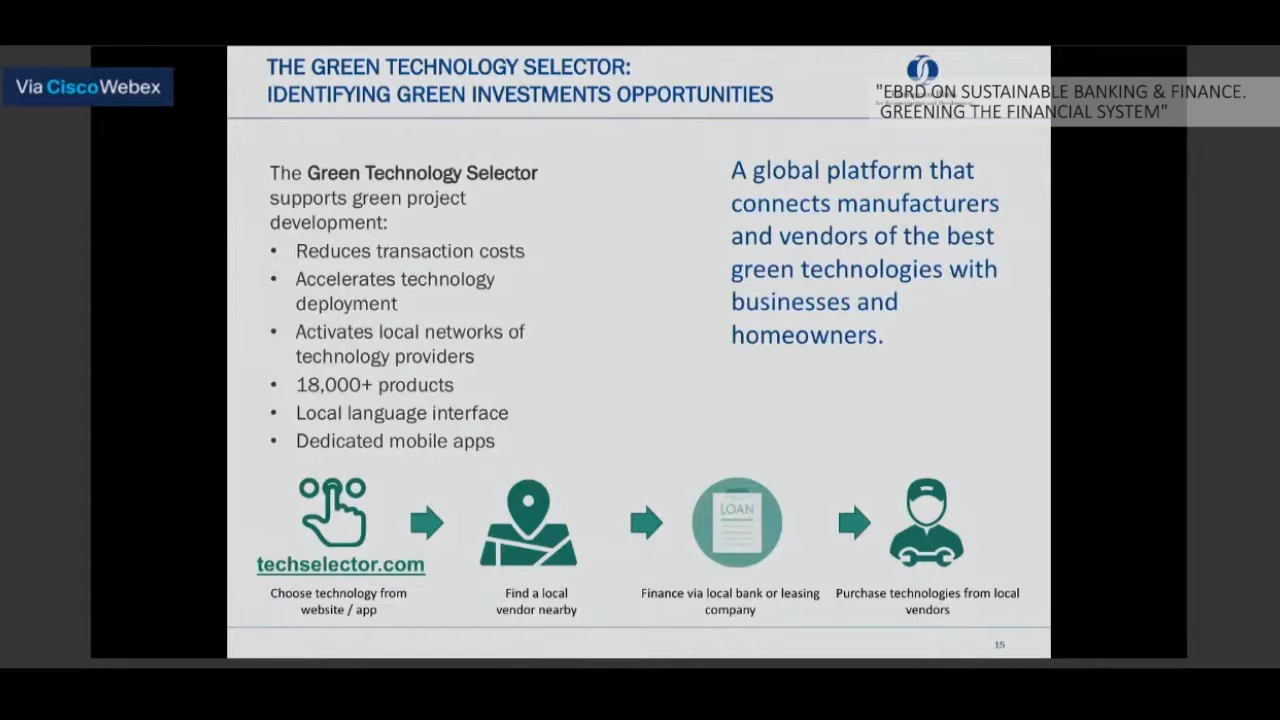 Via CiscoWebex
THE GREEN TECHNOLOGY SELECTOR:
IDENTIFYING GREEN INVESTMENTS OPPORTUNITIES
"EBRD ON SUSTAINABLE BANKING & FINANCE.
GREENING THE FINANCIAL SYSTEM"
The Green Technology Selector
supports green project
development:
• Reduces transaction costs
• Accelerates technology
deployment
• Activates local networks of
technology providers
• 18,000+ products
• Local language interface
• Dedicated mobile apps
A global platform that
connects manufacturers
and vendors of the best
green technologies with
businesses and
homeowners.
LOAN
techselector.com
Choose technology from
website / app
Find a local
vendor nearby
Finance via local bank or leasing
company
Purchase technologies from local
vendors
15